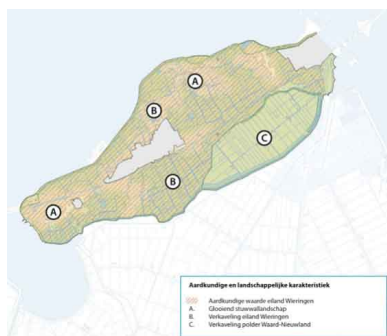 A
B
C
B
A
Aardkundige en landschappelijke karakteristiek
Aardkundige waarde eiland Wieringen
A. Glooiend stuwwallandschap
B. Verkaveling eiland Wieringen
C. Verkaveling polder Waard-Nieuwland